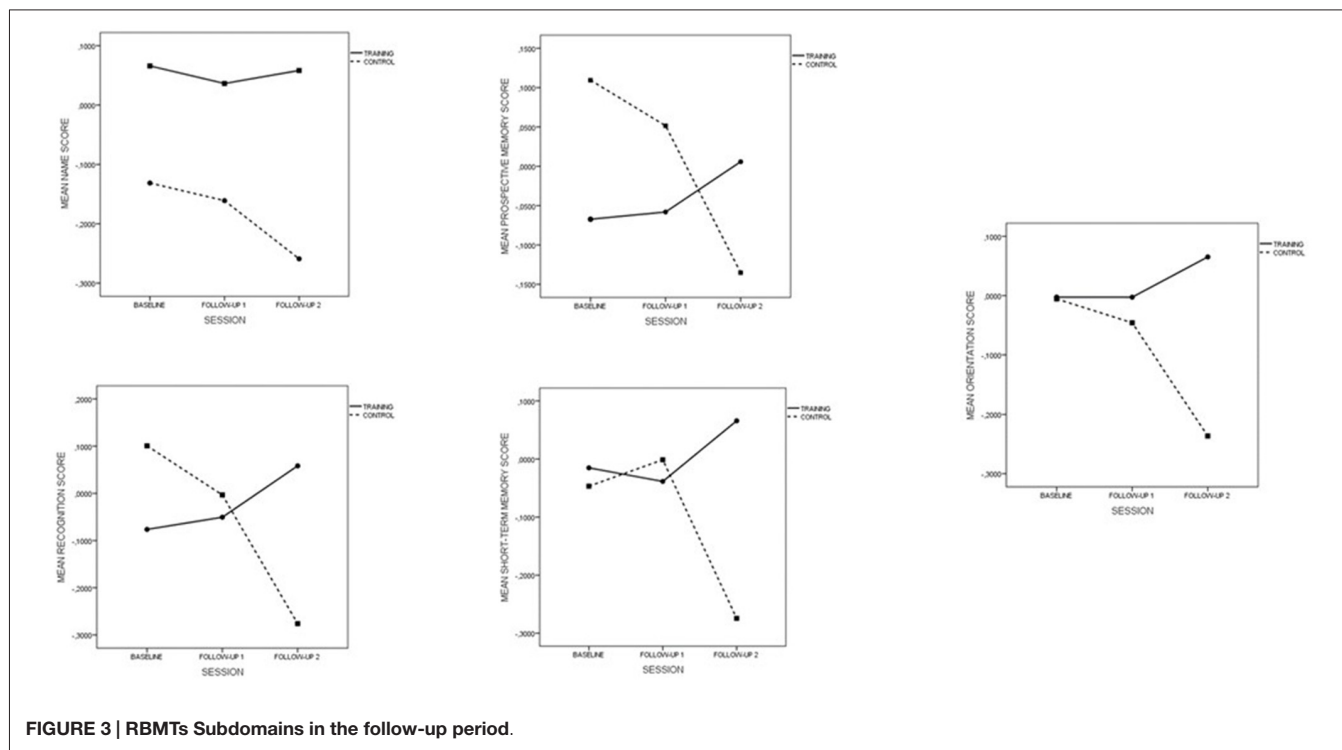 MEAN NAME SCORE
,1000
,0000
-,1000
-,2000
-,3000
BASELINE FOLLOW-UP 1 FOLLOW-UP 2
SESSION
TRAINING
CONTROL
MEAN PROSPECTIVE MEMORY SCORE
,1500
,1000
,0500
,0000
-,0500
-,1000
-,1500
BASELINE FOLLOW-UP 1 FOLLOW-UP 2
SESSION
TRAINING
CONTROL
MEAN ORIENTATION SCORE
,1000
,0000
-,1000
-,2000
-,3000
BASELINE FOLLOW-UP 1 FOLLOW-UP 2
SESSION
TRAINING
CONTROL
MEAN RECOGNITION SCORE
,2000
,1000
,0000
-,1000
-,2000
-,3000
BASELINE FOLLOW-UP 1 FOLLOW-UP 2
SESSION
TRAINING
CONTROL
MEAN SHORT-TERM MEMORY SCORE
,1000
,0000
-,1000
-,2000
-,3000
BASELINE FOLLOW-UP 1 FOLLOW-UP 2
SESSION
TRAINING
CONTROL
FIGURE 3 | RBMTs Subdomains in the follow-up period.